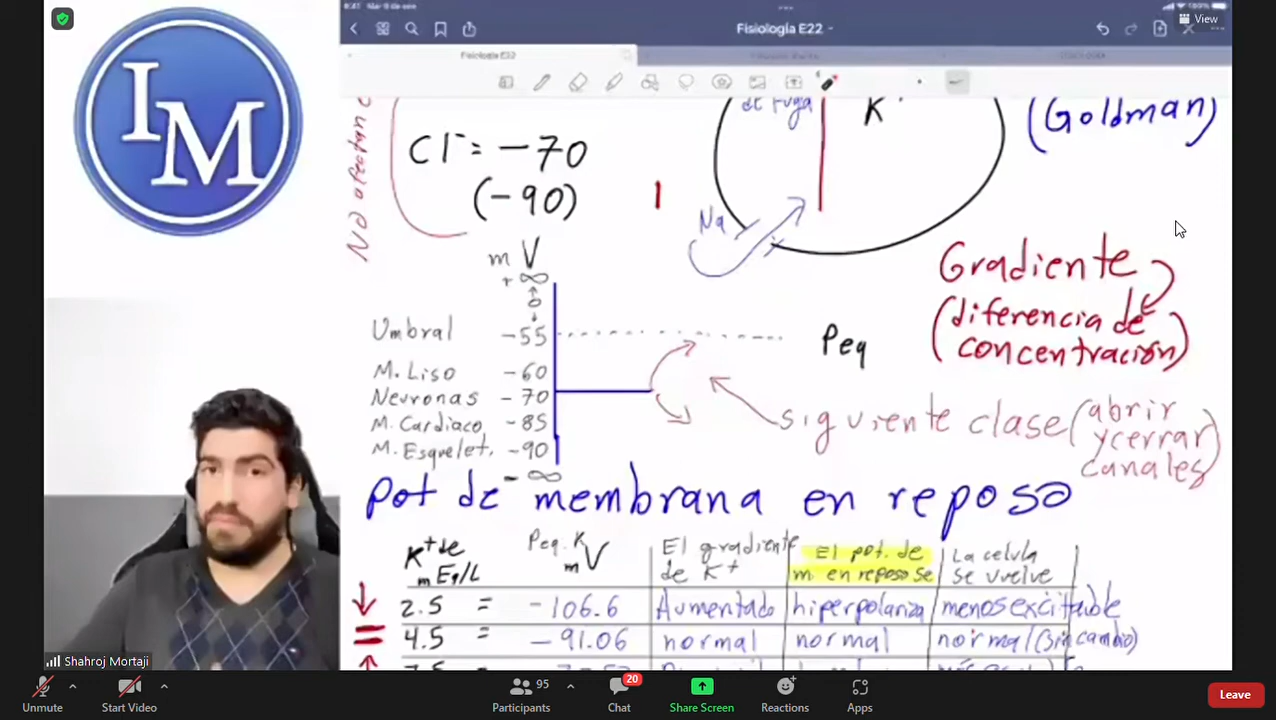 IM
Fisiología E22
View
Fisiología E22
No afectan e
Cl⁻ = -70
(-90)
de Fuga
K⁺
(Goldman)
Na
Gradiente
(diferencia de
concentración)
mV
+∞
0
Umbral -55
M. Liso -60
Neuronas -70
M. Cardiaco -85
M. Esquelet. -90
-∞
Peq
siguiente clase (abrir
y cerrar
canales)
Pot de membrana en reposo
K⁺ de
mEq/L
Peq. K
mV
El gradiente
de K⁺
El pot. de
m en reposo se
La celula
se vuelve
↓ 2.5 = -106.6 Aumentado hiperpolariza menos excitable
= 4.5 = -91.06 normal normal normal (sin cambio)
Shahroj Mortaji
Unmute
Start Video
95
Participants
20
Chat
Share Screen
Reactions
Apps
Leave